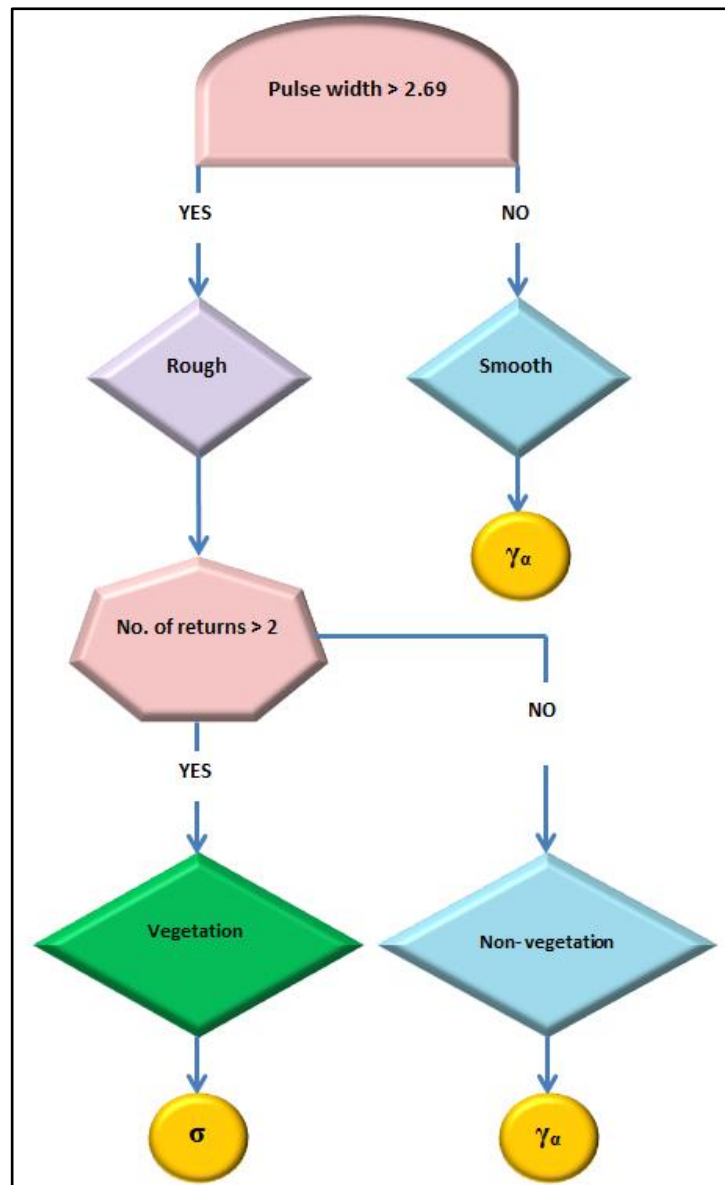 Pulse width > 2.69
YES
NO
Rough
Smooth
γα
No. of returns > 2
NO
YES
Vegetation
Non- vegetation
σ
γα